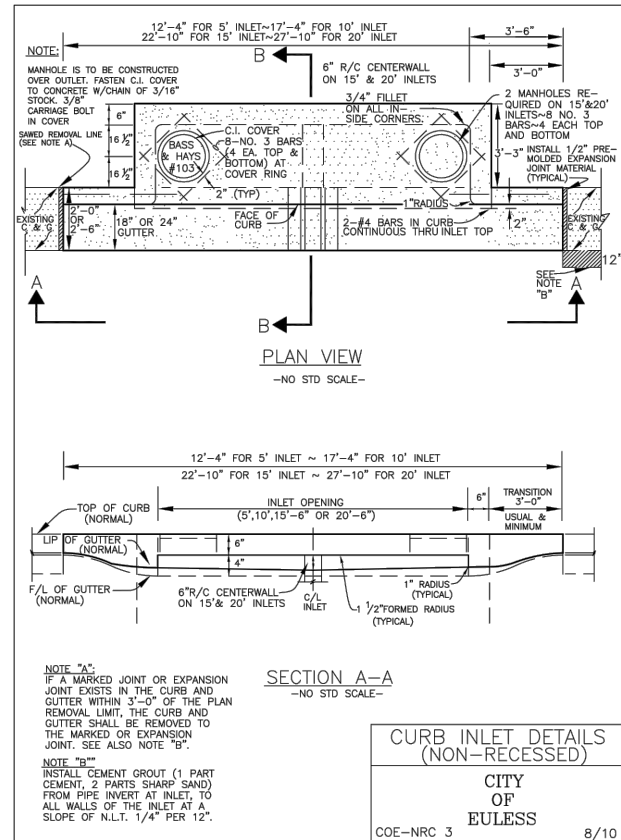 12'-4" FOR 5' INLET~17'-4" FOR 10' INLET
22'-10" FOR 15' INLET~27'-10" FOR 20' INLET
3'-6"
B
3'-0"
NOTE:
MANHOLE IS TO BE CONSTRUCTED
OVER OUTLET. FASTEN C.I. COVER
TO CONCRETE W/CHAIN OF 3/16"
STOCK. 3/8"
CARRIAGE BOLT
IN COVER
6" R/C CENTERWALL
ON 15' & 20' INLETS
3/4" FILLET
ON ALL IN-
SIDE CORNERS.
2 MANHOLES RE-
QUIRED ON 15'&20'
INLETS~8 NO. 3
BARS~4 EACH TOP
AND BOTTOM
SAWED REMOVAL LINE
(SEE NOTE A)
6"
16 ½"
16 ½"
BASS
& HAYS
#103
C.I. COVER
8-NO. 3 BARS
(4 EA. TOP &
BOTTOM) AT
COVER RING
3'-3"
INSTALL 1/2" PRE-
MOLDED EXPANSION
JOINT MATERIAL
(TYPICAL)
2" (TYP)
1"RADIUS
EXISTING
C & G
2'-0"
OR
2'-6"
18" OR 24"
GUTTER
FACE OF
CURB
2-#4 BARS IN CURB
CONTINUOUS THRU INLET TOP
2"
EXISTING
C & G
SEE
NOTE
"B"
12"
A
A
B
PLAN VIEW
-NO STD SCALE-
12'-4" FOR 5' INLET ~ 17'-4" FOR 10' INLET
22'-10" FOR 15' INLET ~ 27'-10" FOR 20' INLET
TOP OF CURB
(NORMAL)
INLET OPENING
(5',10',15'-6" OR 20'-6")
6"
TRANSITION
3'-0"
USUAL &
MINIMUM
LIP OF GUTTER
(NORMAL)
6"
4"
F/L OF GUTTER
(NORMAL)
6"R/C CENTERWALL
ON 15'& 20' INLETS
C/L
INLET
1 1/2"FORMED RADIUS
(TYPICAL)
1" RADIUS
(TYPICAL)
SECTION A-A
-NO STD SCALE-
NOTE "A":
IF A MARKED JOINT OR EXPANSION
JOINT EXISTS IN THE CURB AND
GUTTER WITHIN 3'-0" OF THE PLAN
REMOVAL LIMIT, THE CURB AND
GUTTER SHALL BE REMOVED TO
THE MARKED OR EXPANSION
JOINT. SEE ALSO NOTE "B".
NOTE "B""
INSTALL CEMENT GROUT (1 PART
CEMENT, 2 PARTS SHARP SAND)
FROM PIPE INVERT AT INLET, TO
ALL WALLS OF THE INLET AT A
SLOPE OF N.L.T. 1/4" PER 12".
CURB INLET DETAILS
(NON-RECESSED)
CITY
OF
EULESS
COE-NRC 3
8/10